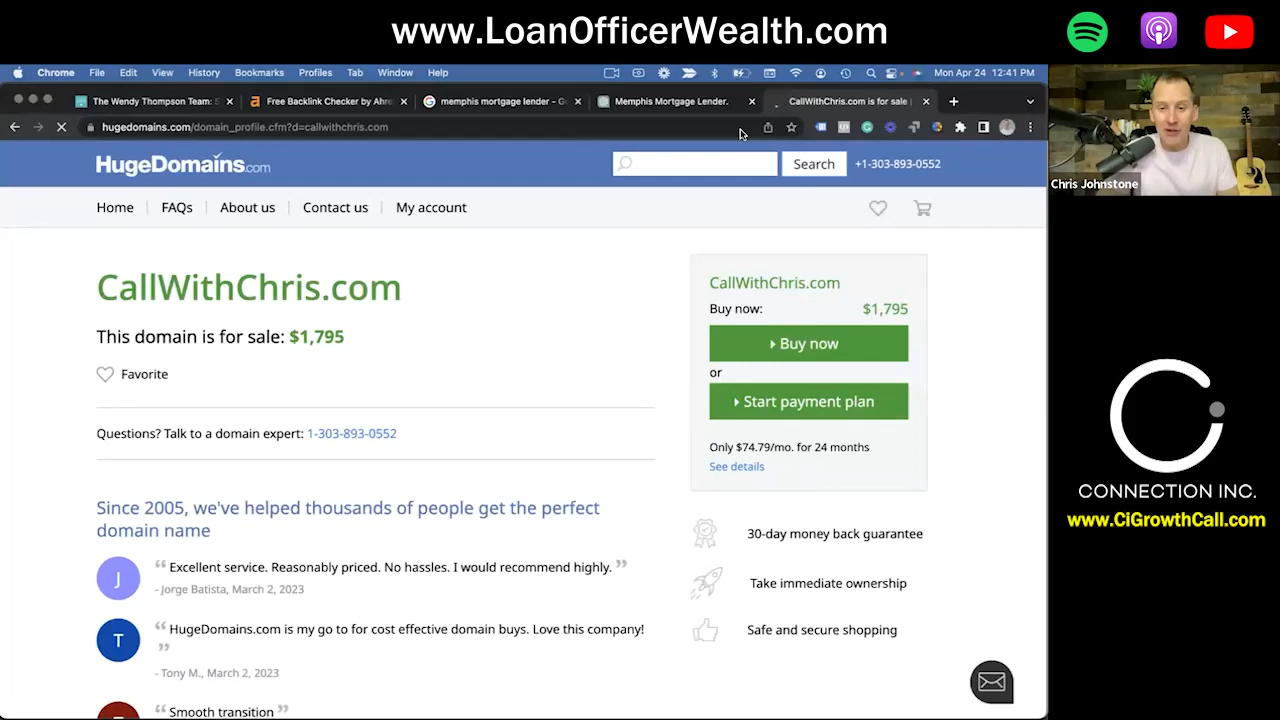 www.LoanOfficerWealth.com
Chrome File Edit View History Bookmarks Profiles Tab Window Help Mon Apr 24 12:41 PM
The Wendy Thompson Team: S
Free Backlink Checker by Ahre
memphis mortgage lender - Go
Memphis Mortgage Lender.
CallWithChris.com is for sale
hugedomains.com/domain_profile.cfm?d=callwithchris.com
HugeDomains.com
Search
+1-303-893-0552
Home FAQs About us Contact us My account
CallWithChris.com
This domain is for sale: $1,795
Favorite
Questions? Talk to a domain expert: 1-303-893-0552
Since 2005, we've helped thousands of people get the perfect
domain name
J
“ Excellent service. Reasonably priced. No hassles. I would recommend highly. ”
- Jorge Batista, March 2, 2023
T
“ HugeDomains.com is my go to for cost effective domain buys. Love this company!
”
- Tony M., March 2, 2023
“ Smooth transition ”
CallWithChris.com
Buy now: $1,795
Buy now
or
Start payment plan
Only $74.79/mo. for 24 months
See details
30-day money back guarantee
Take immediate ownership
Safe and secure shopping
Chris Johnstone
CONNECTION INC.
www.CiGrowthCall.com